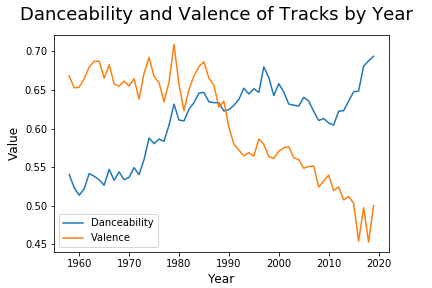 Danceability and Valence of Tracks by Year
0.70
0.65
0.60
0.55
0.50
0.45
Value
Danceability
Valence
1960 1970 1980 1990 2000 2010 2020
Year